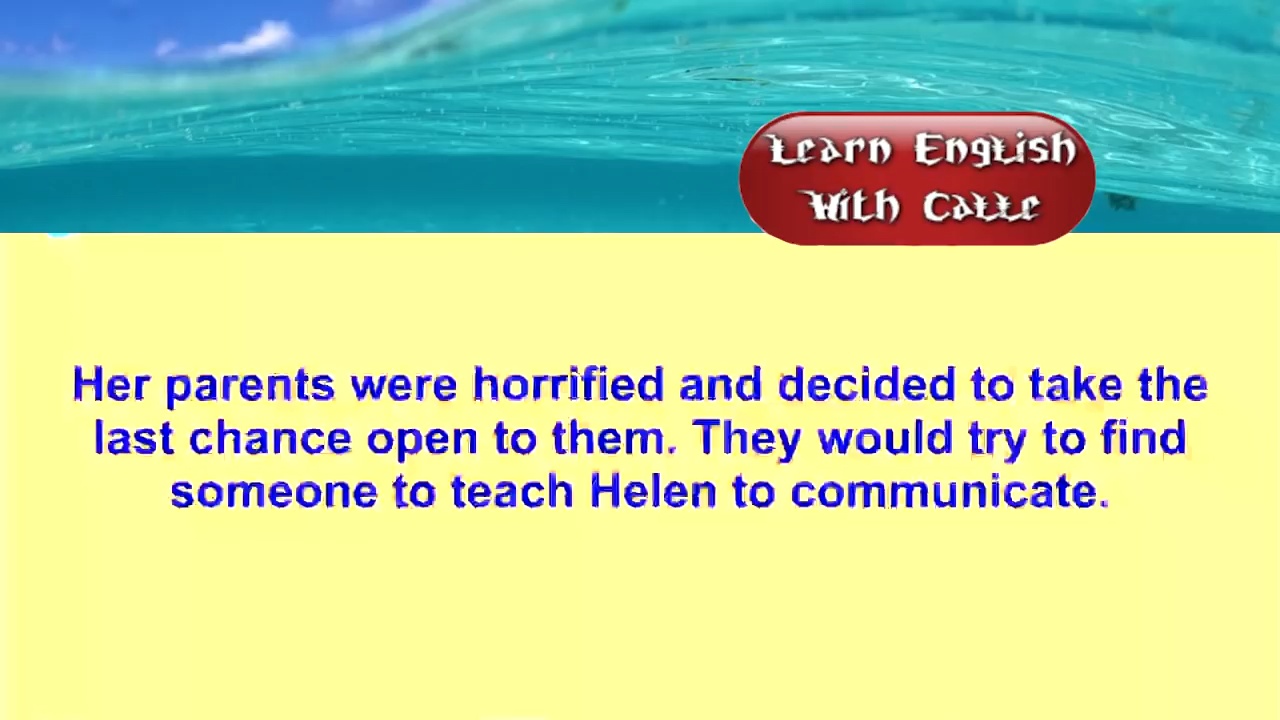 Learn English
With Catte
Her parents were horrified and decided to take the
last chance open to them. They would try to find
someone to teach Helen to communicate.